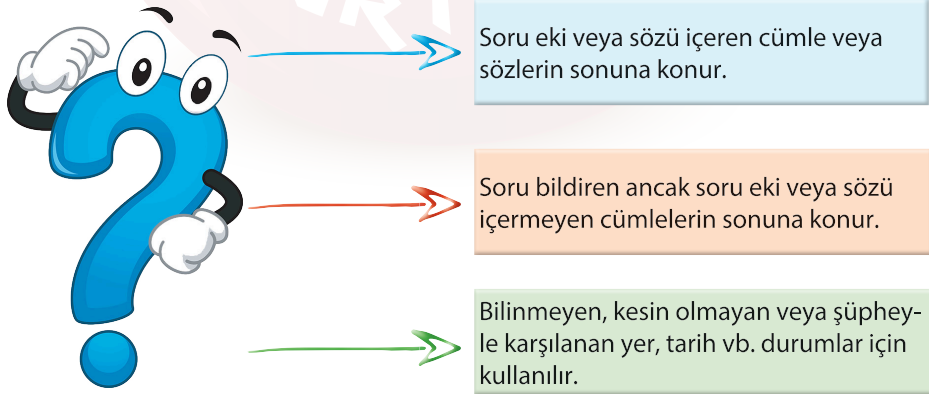 Soru eki veya sözü içeren cümle veya
sözlerin sonuna konur.
Soru bildiren ancak soru eki veya sözü
içermeyen cümlelerin sonuna konur.
Bilinmeyen, kesin olmayan veya şüphey-
le karşılanan yer, tarih vb. durumlar için
kullanılır.